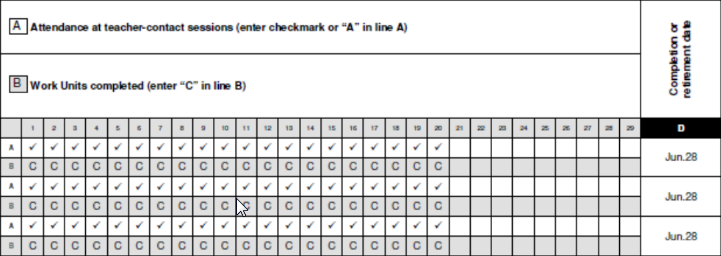 A Attendance at teacher-contact sessions (enter checkmark or “A” in line A)
Completion or
retirement date
B Work Units completed (enter “C” in line B)
1 2 3 4 5 6 7 8 9 10 11 12 13 14 15 16 17 18 19 20 21 22 23 24 25 26 27 28 29 D
A ✓ ✓ ✓ ✓ ✓ ✓ ✓ ✓ ✓ ✓ ✓ ✓ ✓ ✓ ✓ ✓ ✓ ✓ ✓ ✓ Jun.28
B C C C C C C C C C C C C C C C C C C C C
A ✓ ✓ ✓ ✓ ✓ ✓ ✓ ✓ ✓ ✓ ✓ ✓ ✓ ✓ ✓ ✓ ✓ ✓ ✓ ✓ Jun.28
B C C C C C C C C C C C C C C C C C C C C
A ✓ ✓ ✓ ✓ ✓ ✓ ✓ ✓ ✓ ✓ ✓ ✓ ✓ ✓ ✓ ✓ ✓ ✓ ✓ ✓ Jun.28
B C C C C C C C C C C C C C C C C C C C C